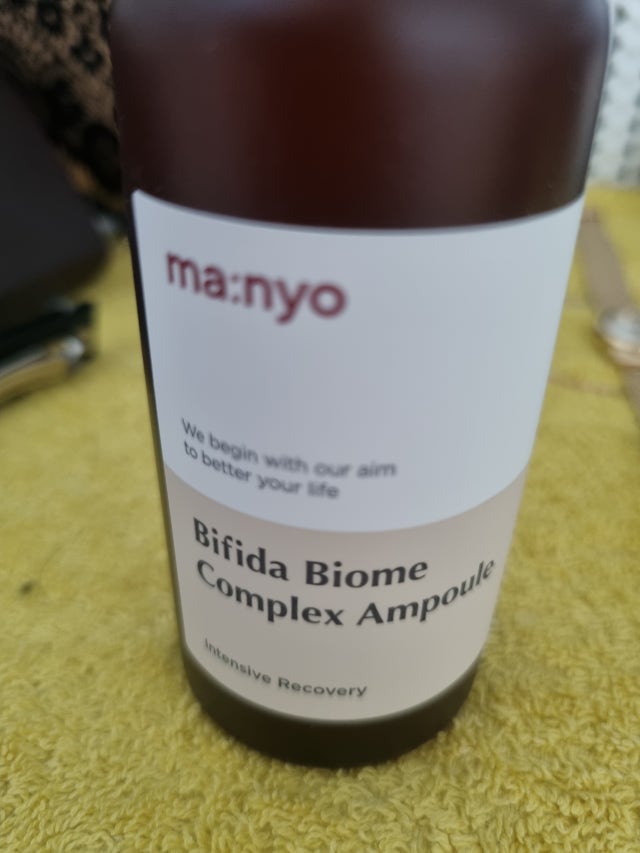 ma:nyo
We begin with our aim
to better your life
Bifida Biome
Complex Ampoule
Intensive Recovery